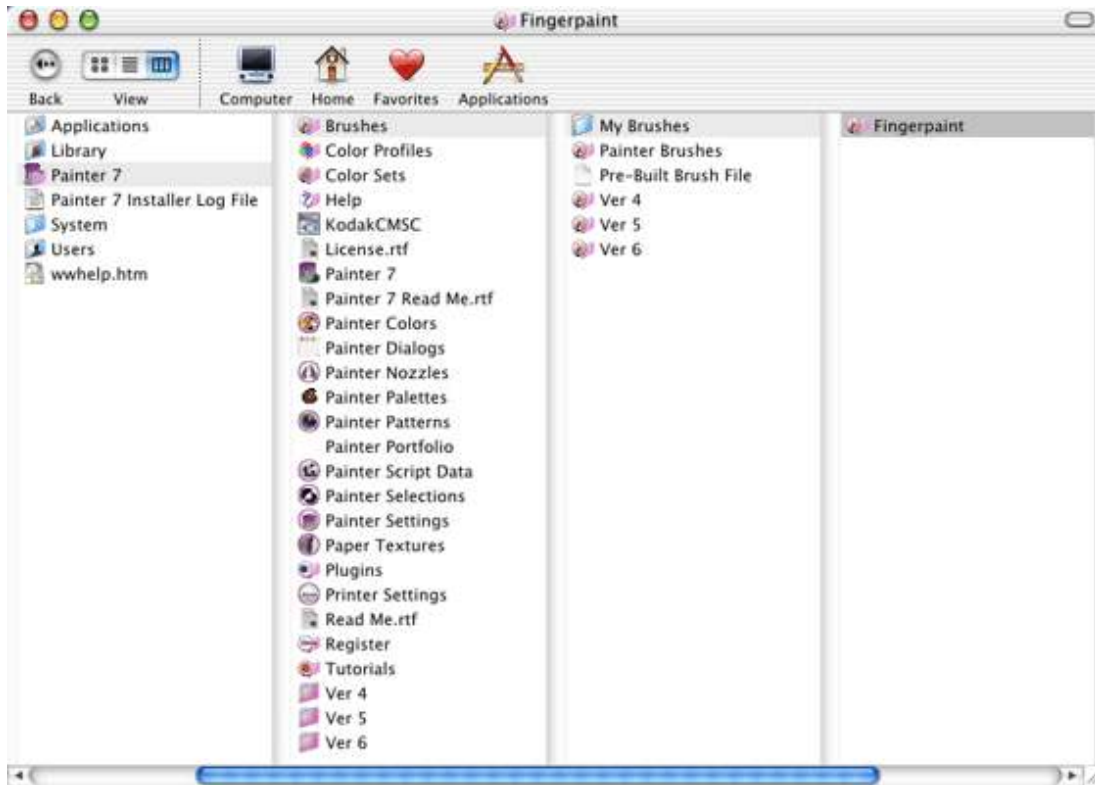 Fingerpaint
Back View Computer Home Favorites Applications
Applications
Library
Painter 7
Painter 7 Installer Log File
System
Users
wwhelp.htm
Brushes
Color Profiles
Color Sets
Help
KodakCMSC
License.rtf
Painter 7
Painter 7 Read Me.rtf
Painter Colors
Painter Dialogs
Painter Nozzles
Painter Palettes
Painter Patterns
Painter Portfolio
Painter Script Data
Painter Selections
Painter Settings
Paper Textures
Plugins
Printer Settings
Read Me.rtf
Register
Tutorials
Ver 4
Ver 5
Ver 6
My Brushes
Painter Brushes
Pre-Built Brush File
Ver 4
Ver 5
Ver 6
Fingerpaint